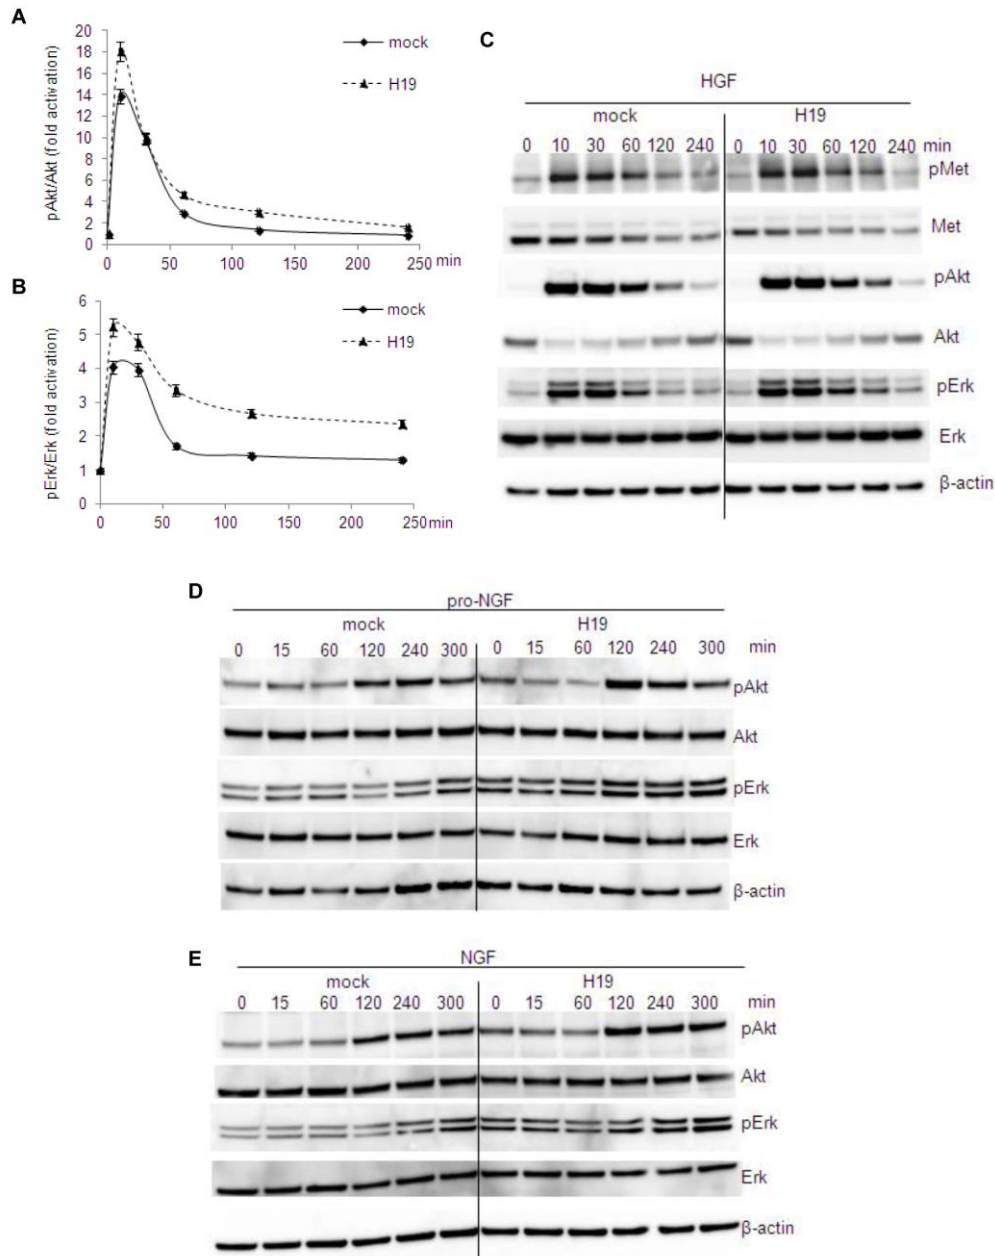 A
pAkt/Akt (fold activation)
20
18
16
14
12
10
8
6
4
2
0
0 50 100 150 200 250 min
mock
H19
B
pErk/Erk (fold activation)
6
5
4
3
2
1
0
0 50 100 150 200 250 min
mock
H19
C
HGF
mock H19
0 10 30 60 120 240 0 10 30 60 120 240 min
pMet
Met
pAkt
Akt
pErk
Erk
β-actin
D
pro-NGF
mock H19
0 15 60 120 240 300 0 15 60 120 240 300 min
pAkt
Akt
pErk
Erk
β-actin
E
NGF
mock H19
0 15 60 120 240 300 0 15 60 120 240 300 min
pAkt
Akt
pErk
Erk
β-actin